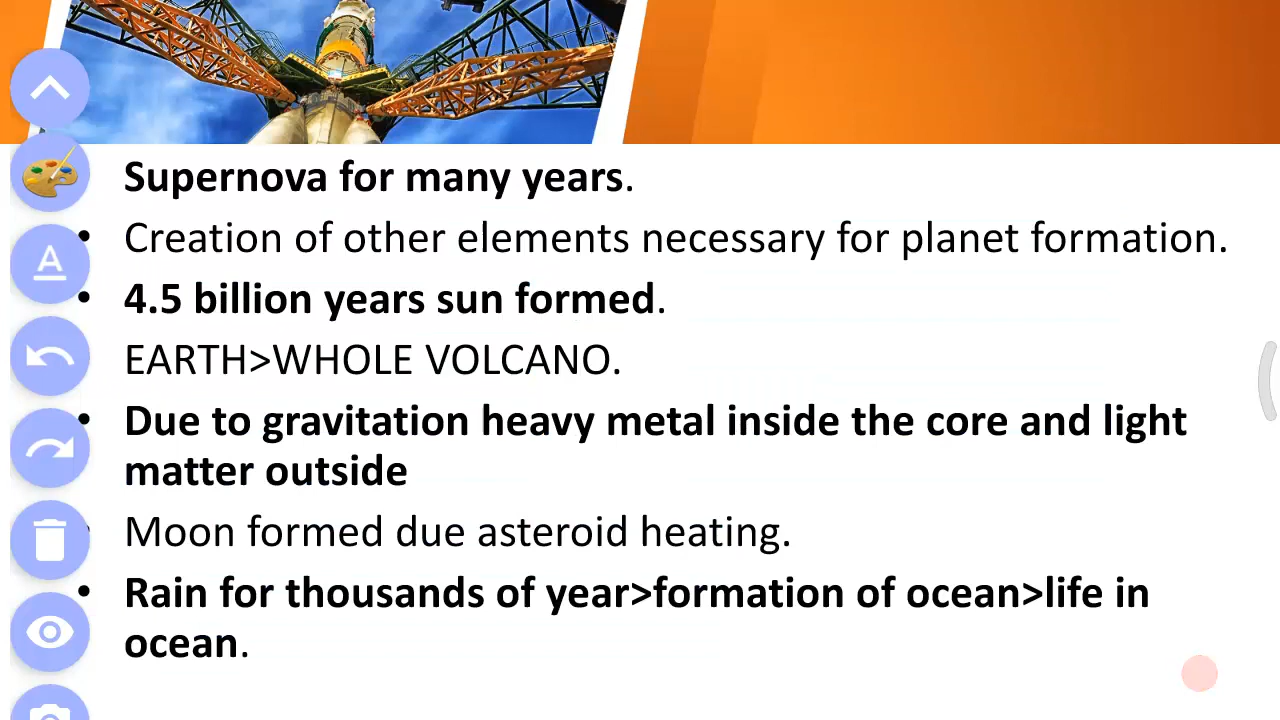 Supernova for many years.
• Creation of other elements necessary for planet formation.
• 4.5 billion years sun formed.
EARTH>WHOLE VOLCANO.
• Due to gravitation heavy metal inside the core and light
matter outside
• Moon formed due asteroid heating.
• Rain for thousands of year>formation of ocean>life in
ocean.
A